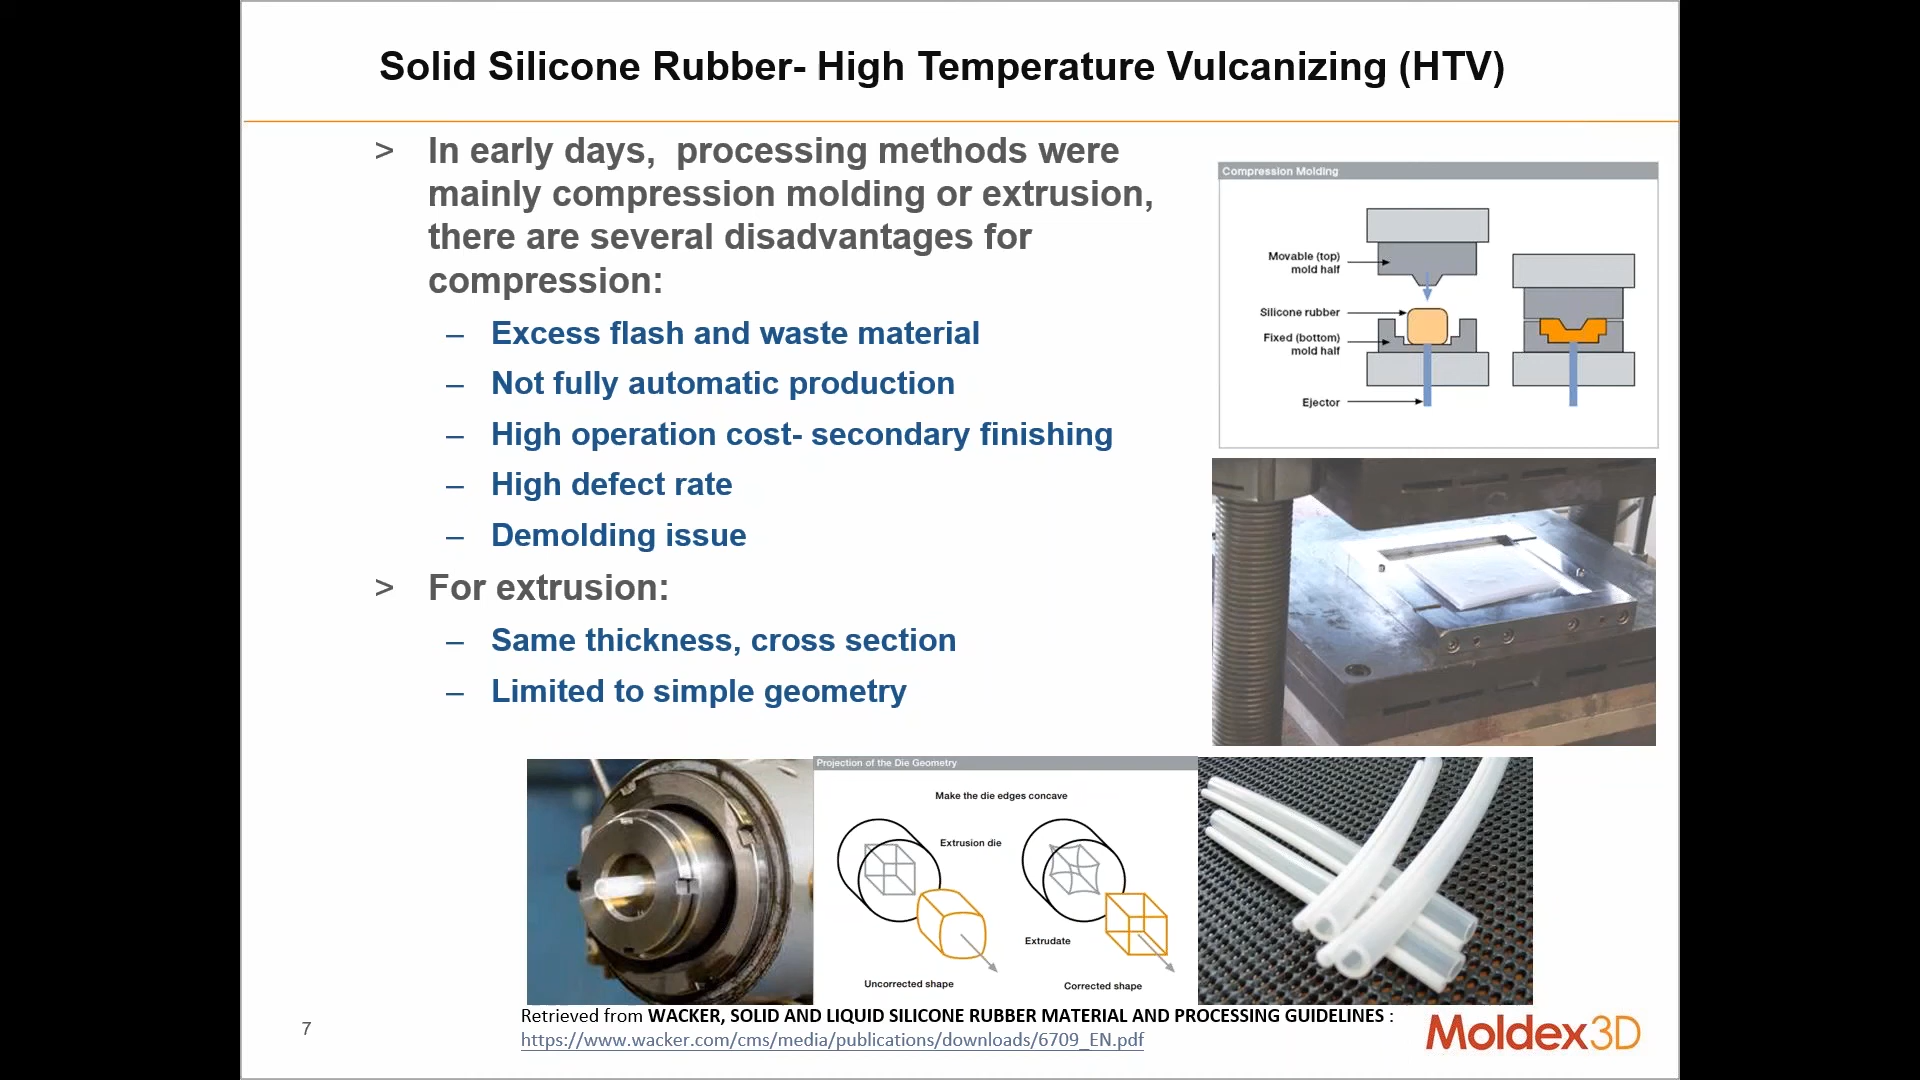 Solid Silicone Rubber- High Temperature Vulcanizing (HTV)
> In early days,  processing methods were
mainly compression molding or extrusion,
there are several disadvantages for
compression:
– Excess flash and waste material
– Not fully automatic production
– High operation cost- secondary finishing
– High defect rate
– Demolding issue
> For extrusion:
– Same thickness, cross section
– Limited to simple geometry
Compression Molding
Movable (top)
mold half
Silicone rubber
Fixed (bottom)
mold half
Ejector
Projection of the Die Geometry
Make the die edges concave
Extrusion die
Extrudate
Uncorrected shape
Corrected shape
Retrieved from WACKER, SOLID AND LIQUID SILICONE RUBBER MATERIAL AND PROCESSING GUIDELINES :
https://www.wacker.com/cms/media/publications/downloads/6709_EN.pdf
7
Moldex3D